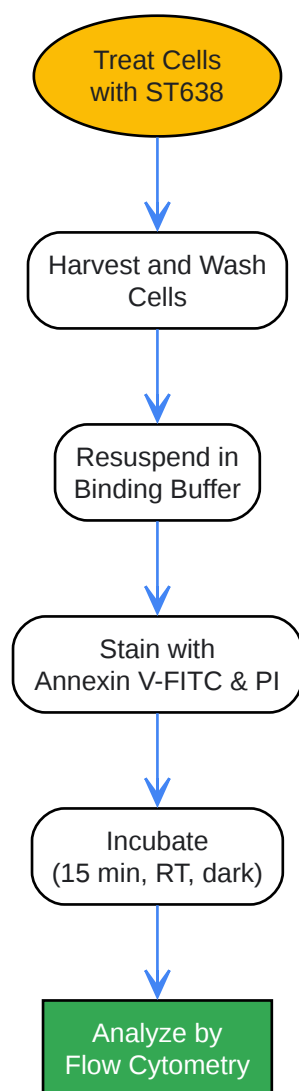 Treat Cells
with ST638
Harvest and Wash
Cells
Resuspend in
Binding Buffer
Stain with
Annexin V-FITC & PI
Incubate
(15 min, RT, dark)
Analyze by
Flow Cytometry